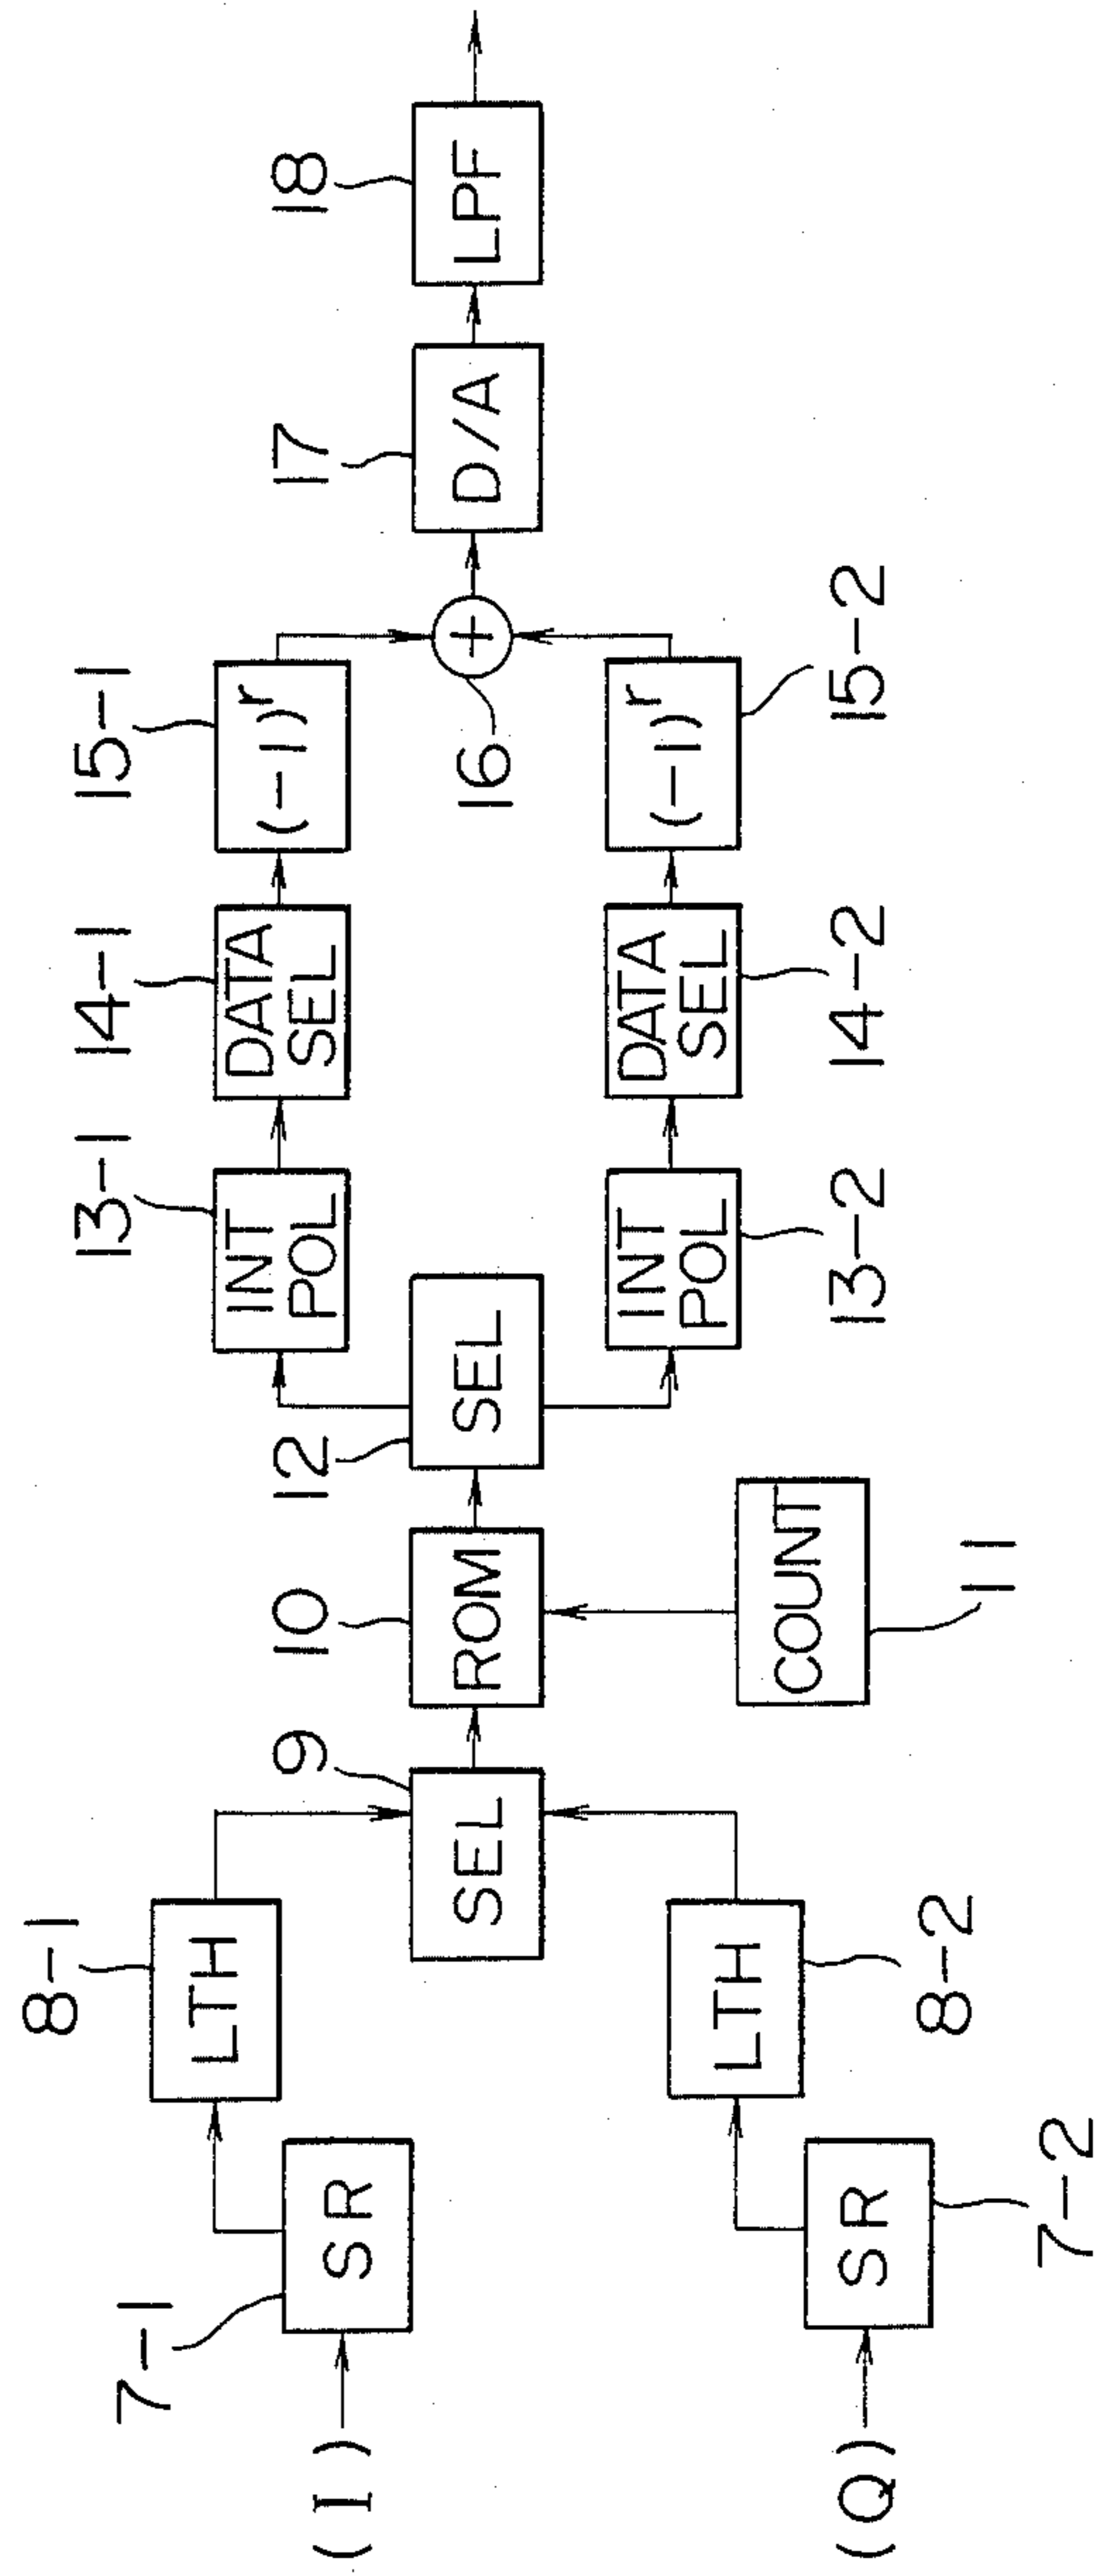 (I)
7-1
SR
8-1
LTH
(Q)
SR
7-2
LTH
8-2
9
SEL
10
ROM
COUNT
11
12
SEL
13-1
INT
POL
14-1
DATA
SEL
15-1
(-1)ʳ
INT
POL
13-2
DATA
SEL
14-2
(-1)ʳ
15-2
+
16
17
D/A
18
LPF